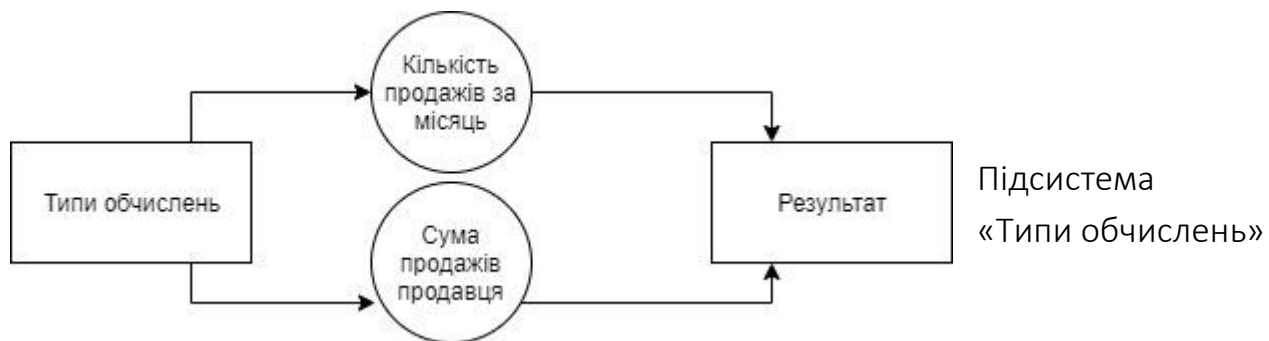 Кількість
продажів за
місяць
Типи обчислень
Сума
продажів
продавця
Результат
Підсистема
«Типи обчислень»